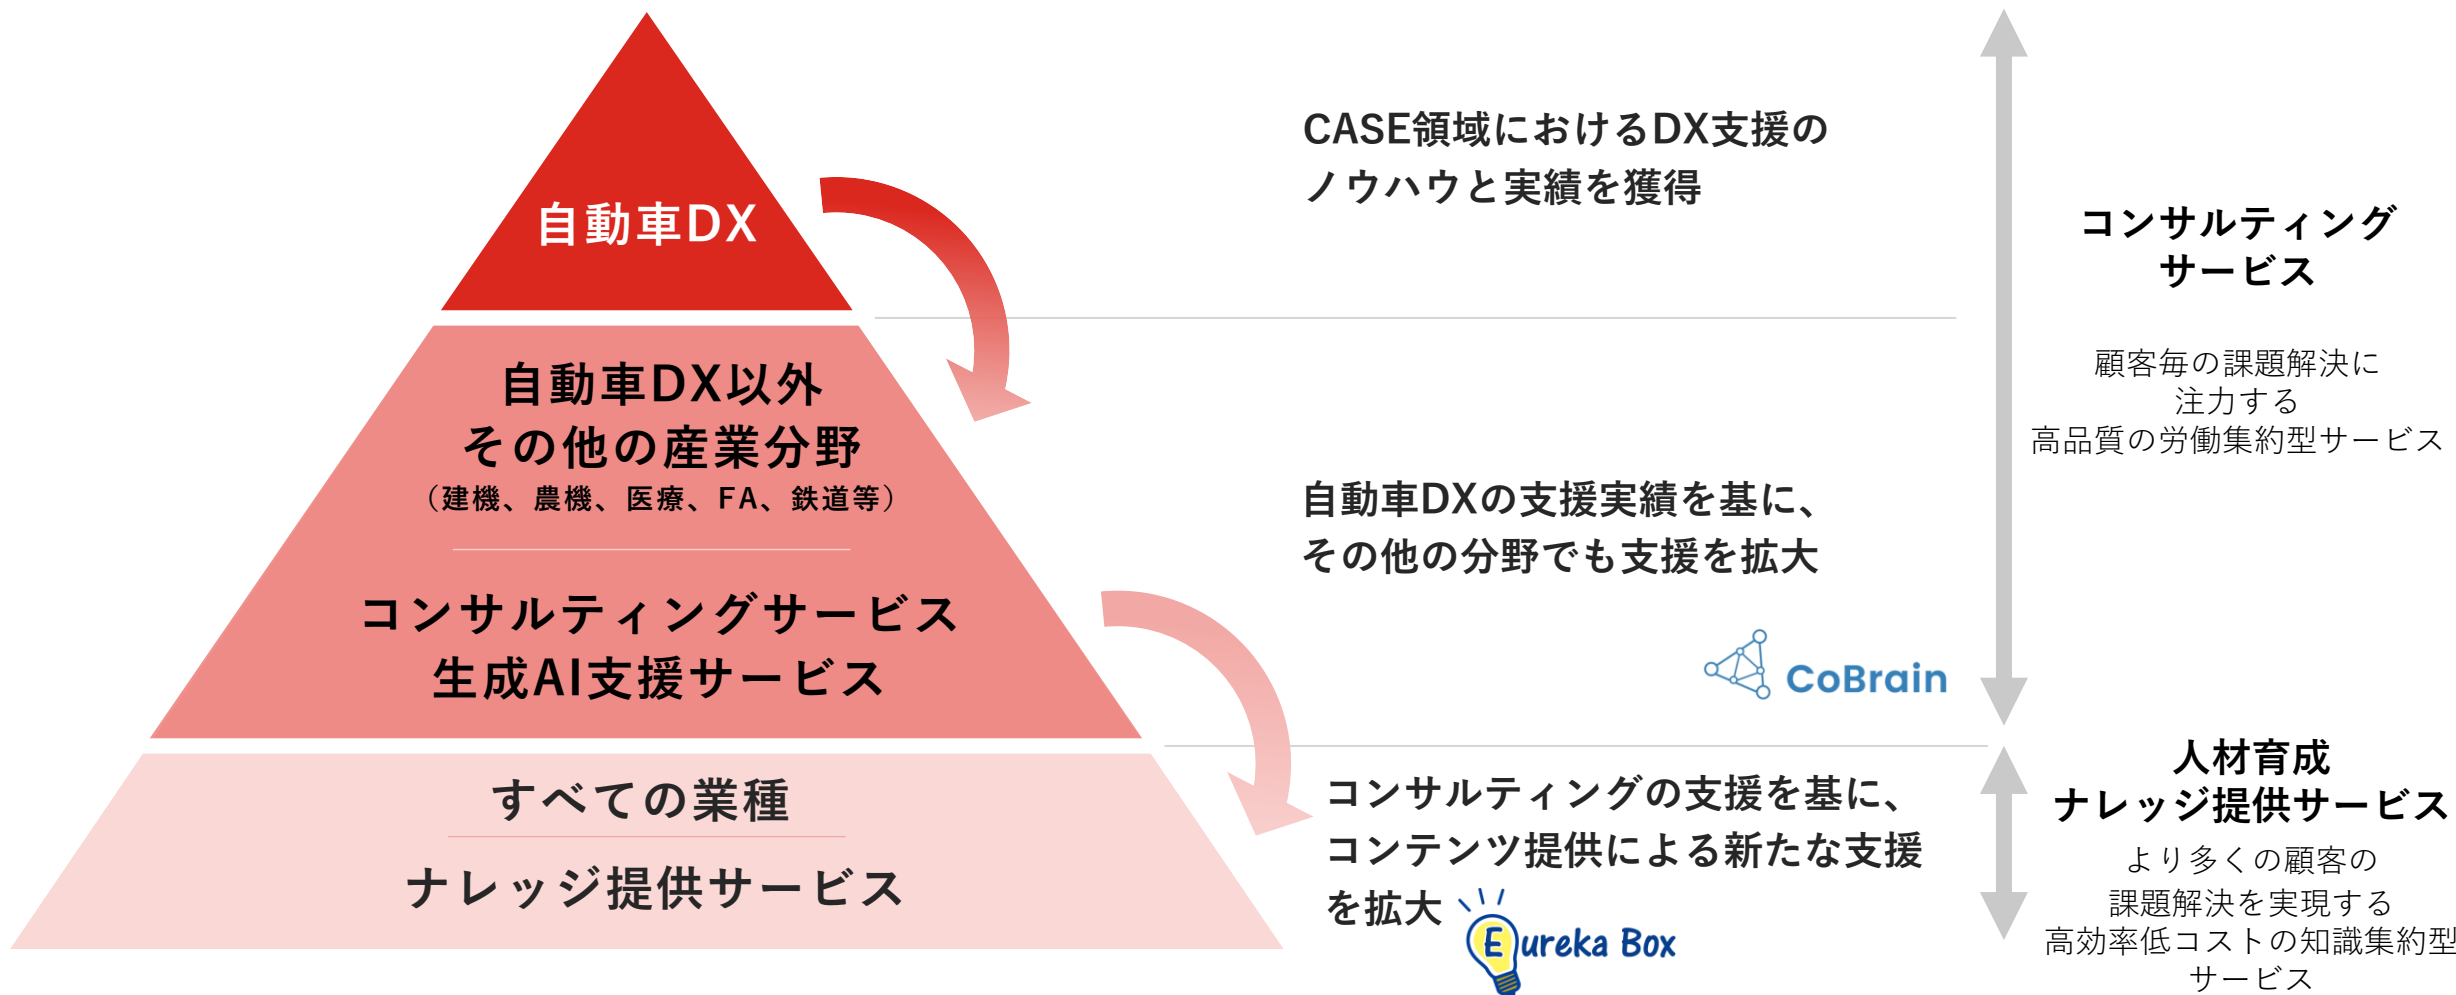 自動車DX
CASE領域におけるDX支援の
ノウハウと実績を獲得
自動車DX以外
その他の産業分野
（建機、農機、医療、FA、鉄道等）
コンサルティングサービス
生成AI支援サービス
自動車DXの支援実績を基に、
その他の分野でも支援を拡大
CoBrain
コンサルティング
サービス
顧客毎の課題解決に
注力する
高品質の労働集約型サービス
すべての業種
ナレッジ提供サービス
コンサルティングの支援を基に、
コンテンツ提供による新たな支援
を拡大
Eureka Box
人材育成
ナレッジ提供サービス
より多くの顧客の
課題解決を実現する
高効率低コストの知識集約型
サービス